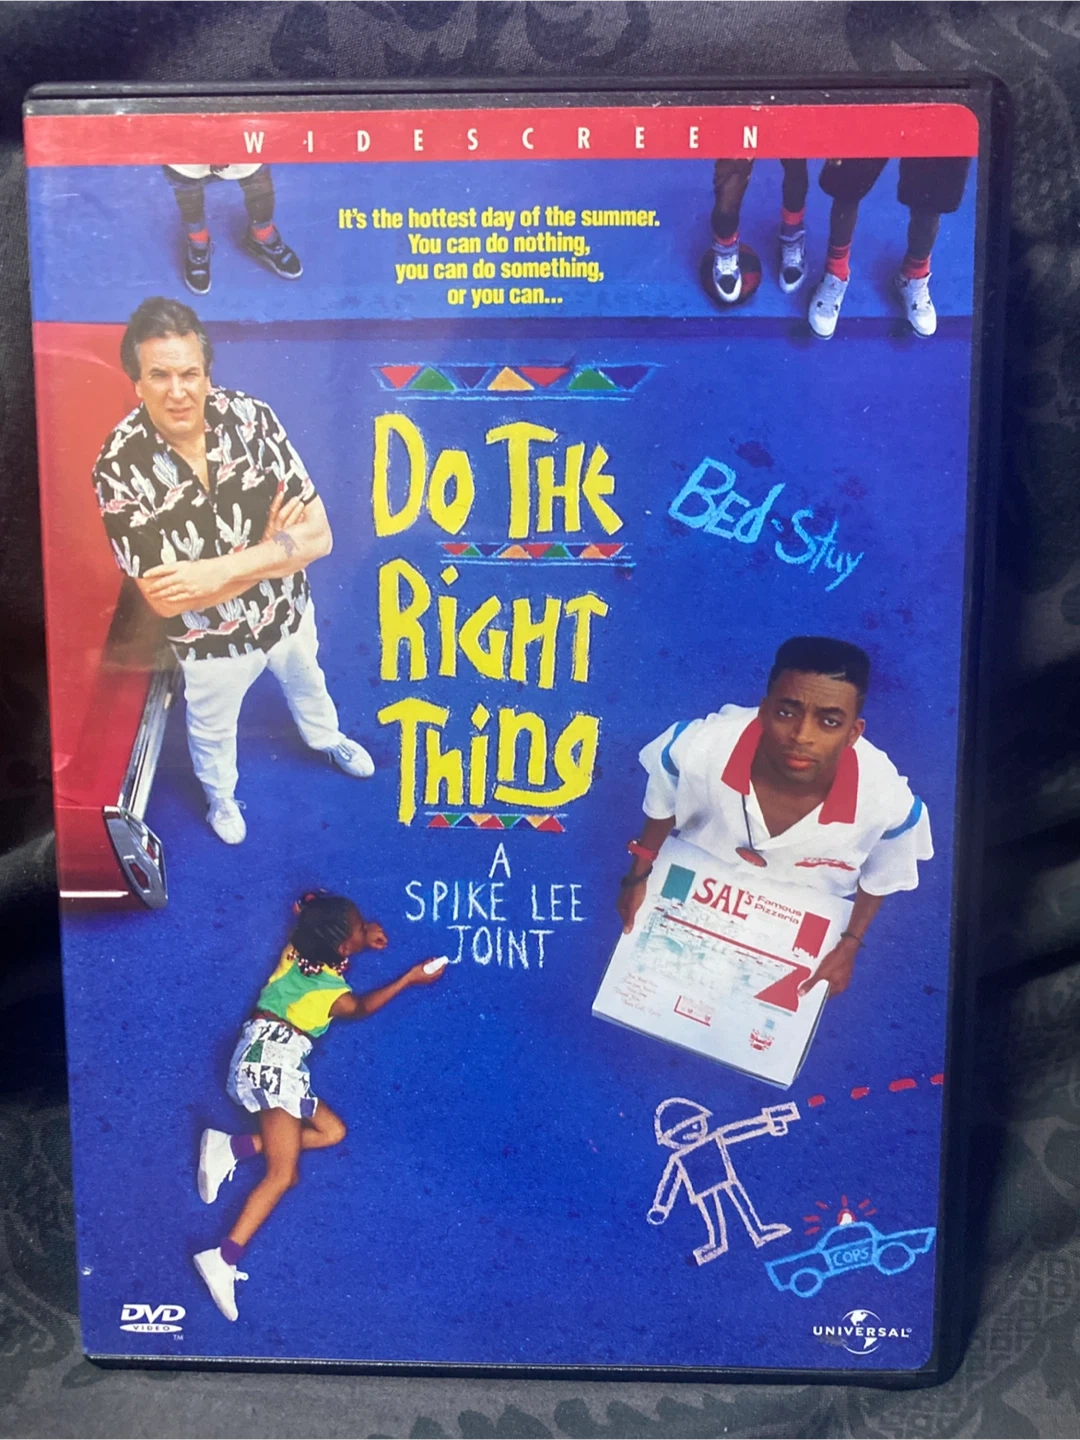 WIDESCREEN
It's the hottest day of the summer.
You can do nothing,
you can do something,
or you can...
DO THE
RIGHT
THING
BEd-Stuy
A
SPIKE LEE
JOINT
SAL's Famous
Pizzeria
COPS
DVD
VIDEO
TM
UNIVERSAL